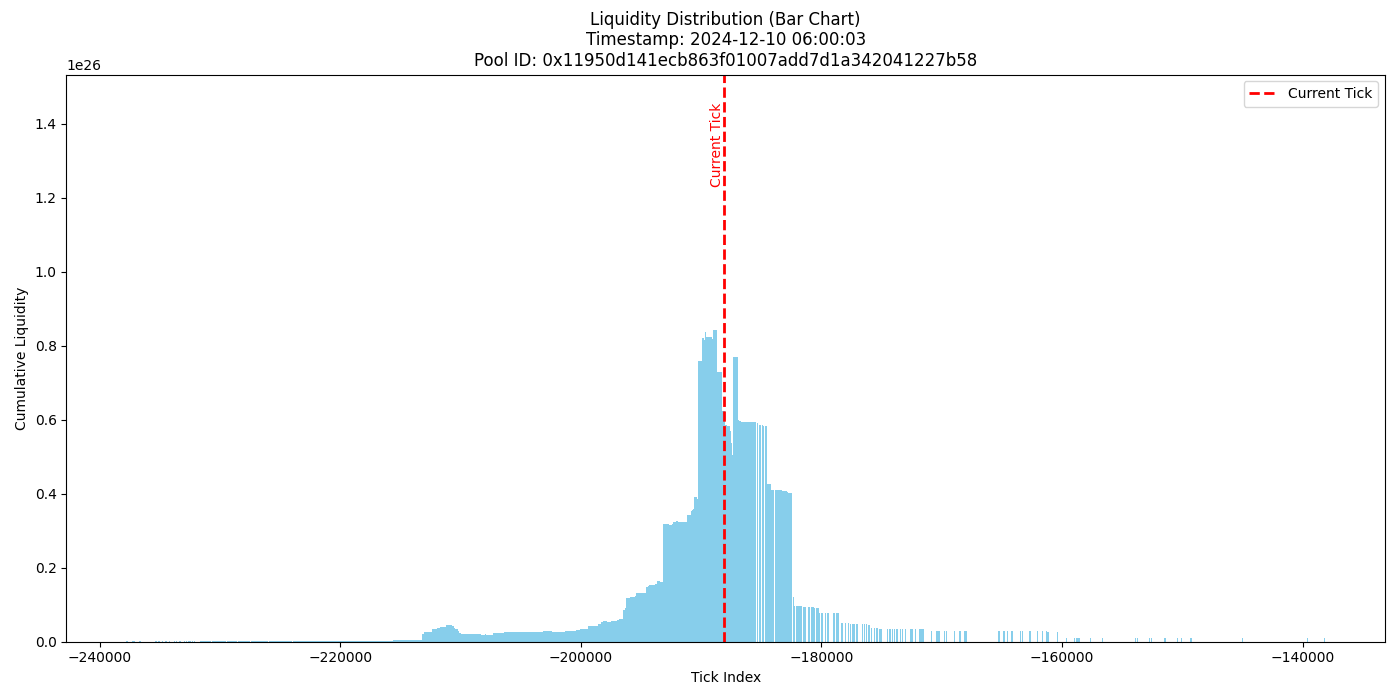 Liquidity Distribution (Bar Chart)
Timestamp: 2024-12-10 06:00:03
Pool ID: 0x11950d141ecb863f01007add7d1a342041227b58
1e26
Current Tick
Current Tick
1.4
1.2
1.0
0.8
0.6
0.4
0.2
0.0
Cumulative Liquidity
−240000
−220000
−200000
−180000
−160000
−140000
Tick Index